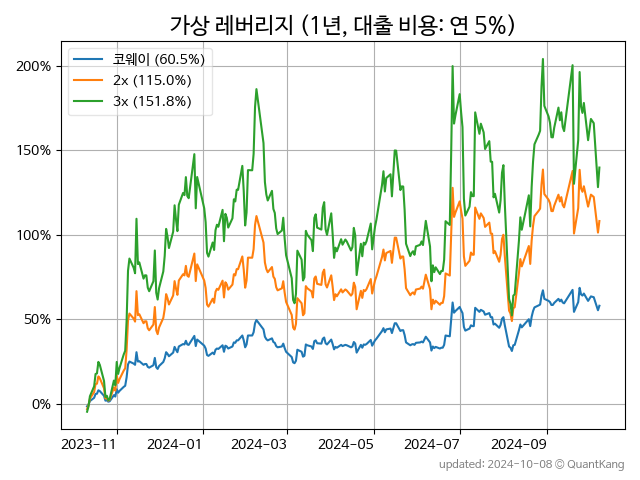 가상 레버리지 (1년, 대출 비용: 연 5%)
코웨이 (60.5%)
2x (115.0%)
3x (151.8%)
200%
150%
100%
50%
0%
2023-11 2024-01 2024-03 2024-05 2024-07 2024-09
updated: 2024-10-08 © QuantKang